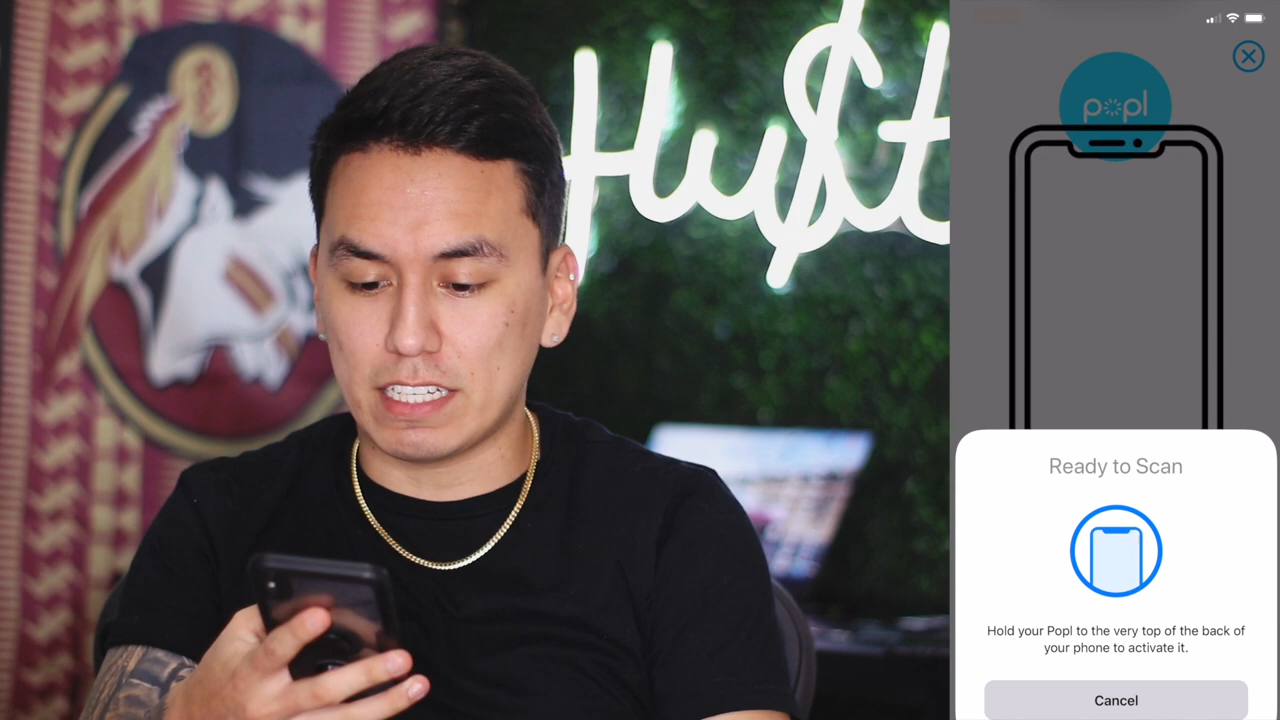 Hu$t
popl
Ready to Scan
Hold your Popl to the very top of the back of
your phone to activate it.
Cancel